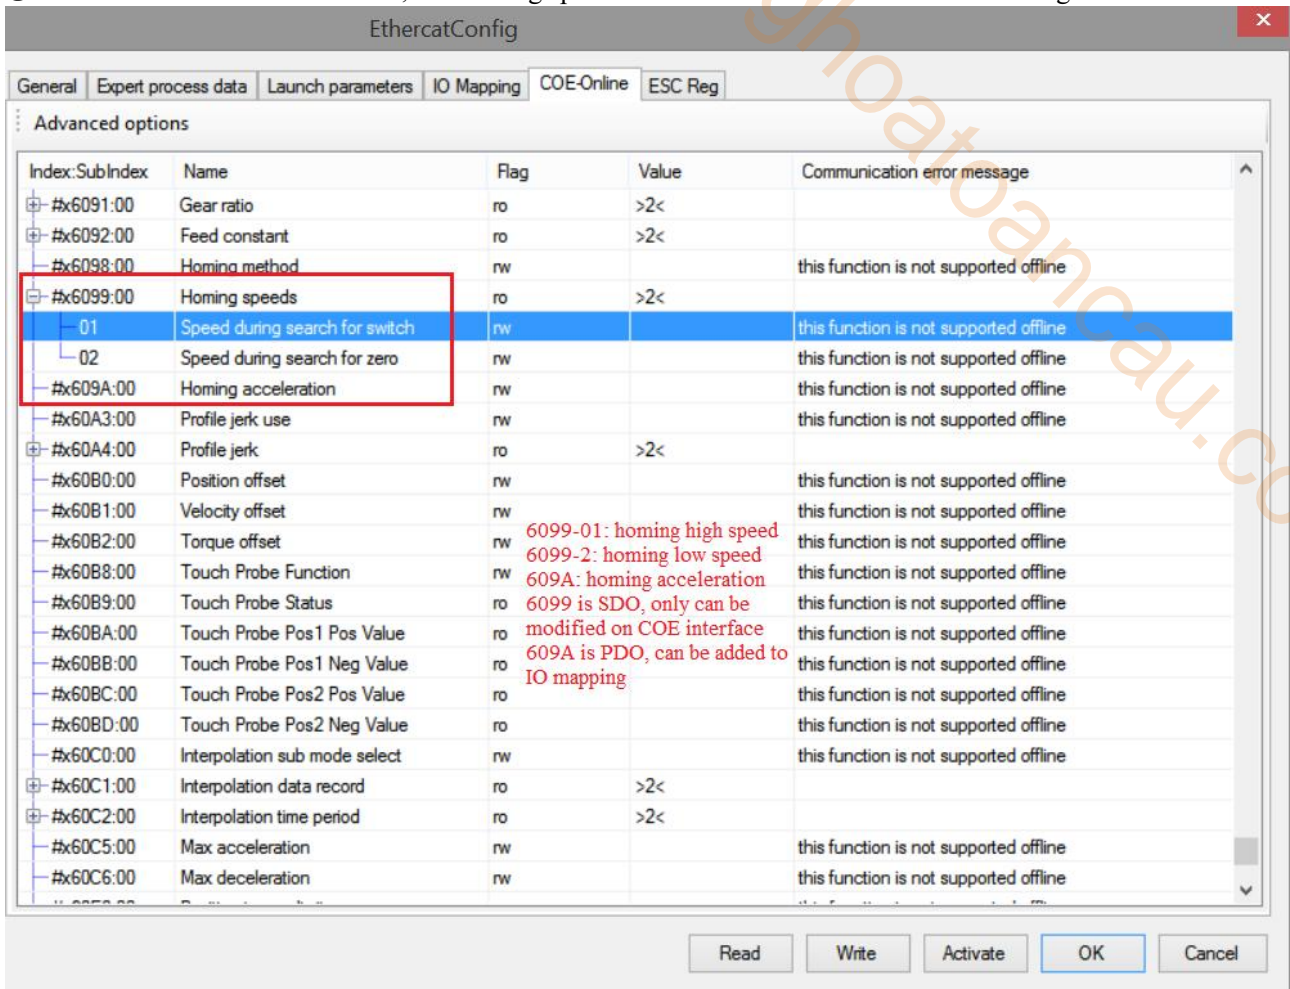 EthercatConfig
General Expert process data Launch parameters IO Mapping COE-Online ESC Reg
Advanced options
Index:SubIndex Name Flag Value Communication error message
#x6091:00 Gear ratio ro >2<
#x6092:00 Feed constant ro >2<
#x6098:00 Homing method rw this function is not supported offline
#x6099:00 Homing speeds ro >2<
01 Speed during search for switch rw this function is not supported offline
02 Speed during search for zero rw this function is not supported offline
#x609A:00 Homing acceleration rw this function is not supported offline
#x60A3:00 Profile jerk use rw this function is not supported offline
#x60A4:00 Profile jerk ro >2<
#x60B0:00 Position offset rw this function is not supported offline
#x60B1:00 Velocity offset rw this function is not supported offline
#x60B2:00 Torque offset rw this function is not supported offline
#x60B8:00 Touch Probe Function rw this function is not supported offline
#x60B9:00 Touch Probe Status ro this function is not supported offline
#x60BA:00 Touch Probe Pos1 Pos Value ro this function is not supported offline
#x60BB:00 Touch Probe Pos1 Neg Value ro this function is not supported offline
#x60BC:00 Touch Probe Pos2 Pos Value ro this function is not supported offline
#x60BD:00 Touch Probe Pos2 Neg Value ro this function is not supported offline
#x60C0:00 Interpolation sub mode select rw this function is not supported offline
#x60C1:00 Interpolation data record ro >2<
#x60C2:00 Interpolation time period ro >2<
#x60C5:00 Max acceleration rw this function is not supported offline
#x60C6:00 Max deceleration rw this function is not supported offline
6099-01: homing high speed
6099-2: homing low speed
609A: homing acceleration
6099 is SDO, only can be
modified on COE interface
609A is PDO, can be added to
IO mapping
Read Write Activate OK Cancel
ghoatoancau.co